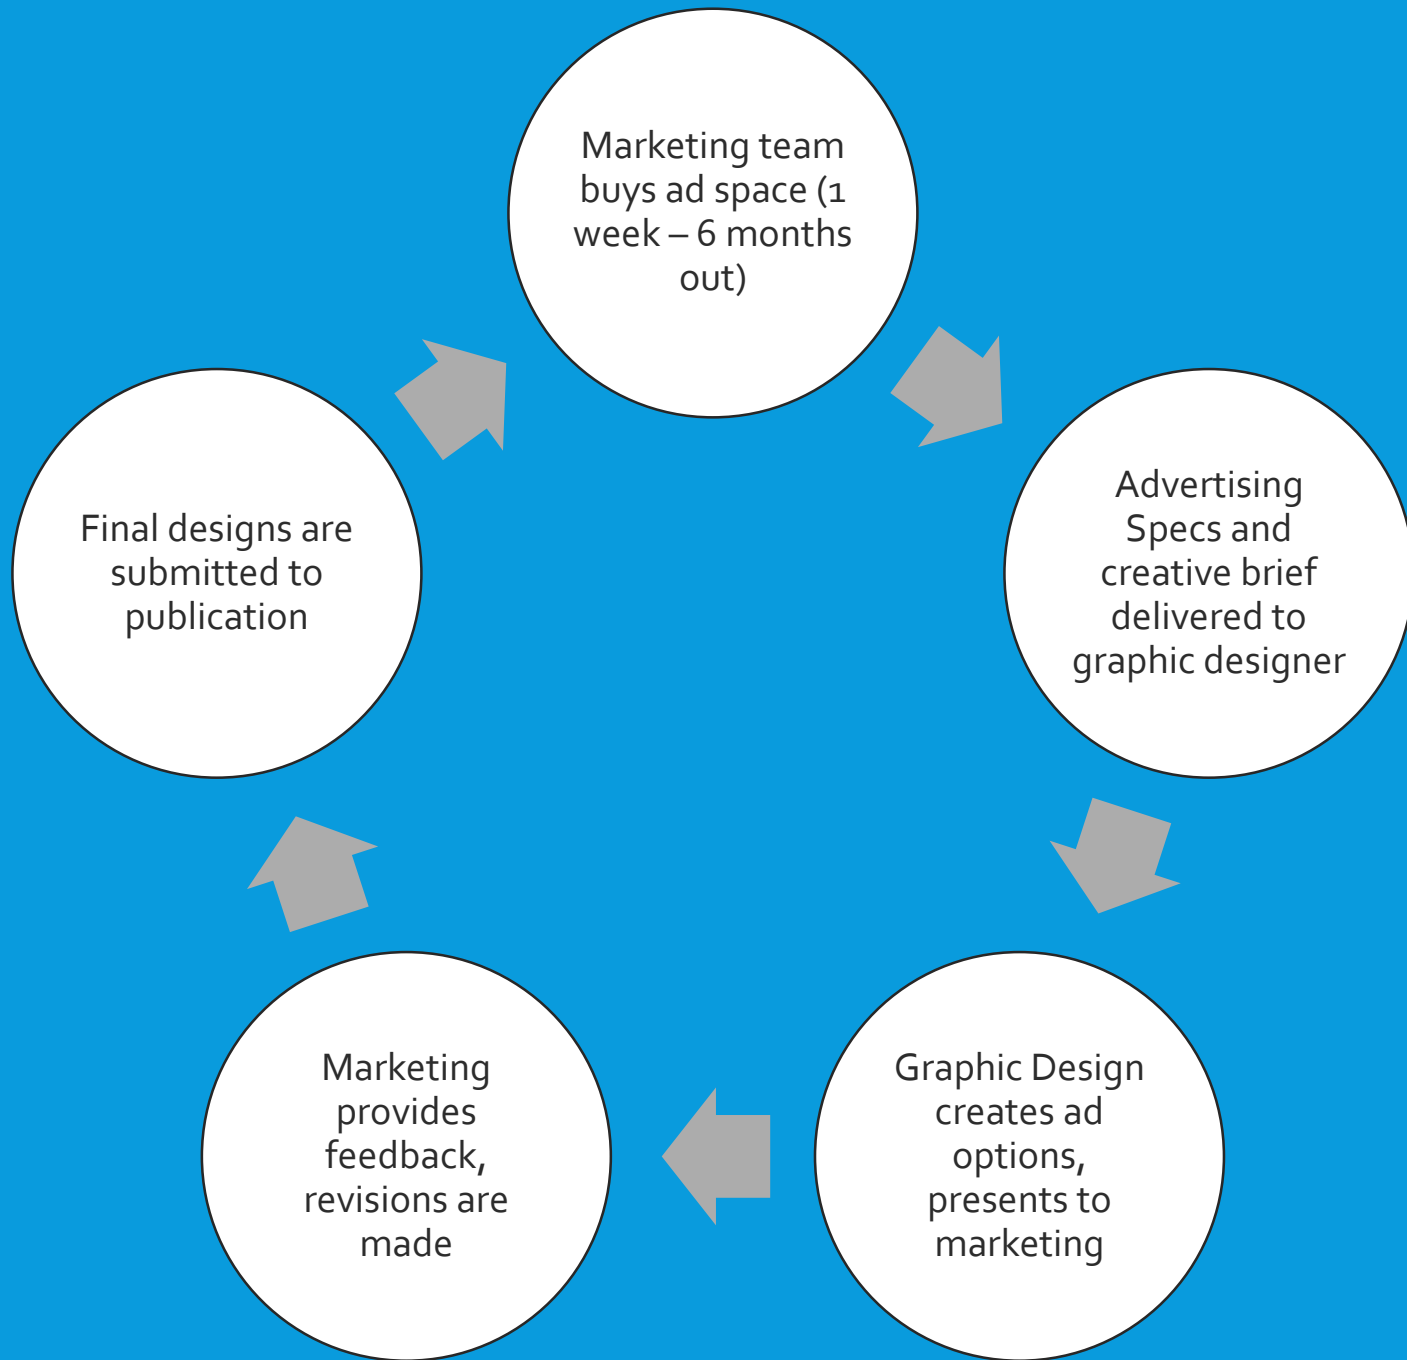 Marketing team
buys ad space (1
week – 6 months
out)
Advertising
Specs and
creative brief
delivered to
graphic designer
Graphic Design
creates ad
options,
presents to
marketing
Marketing
provides
feedback,
revisions are
made
Final designs are
submitted to
publication